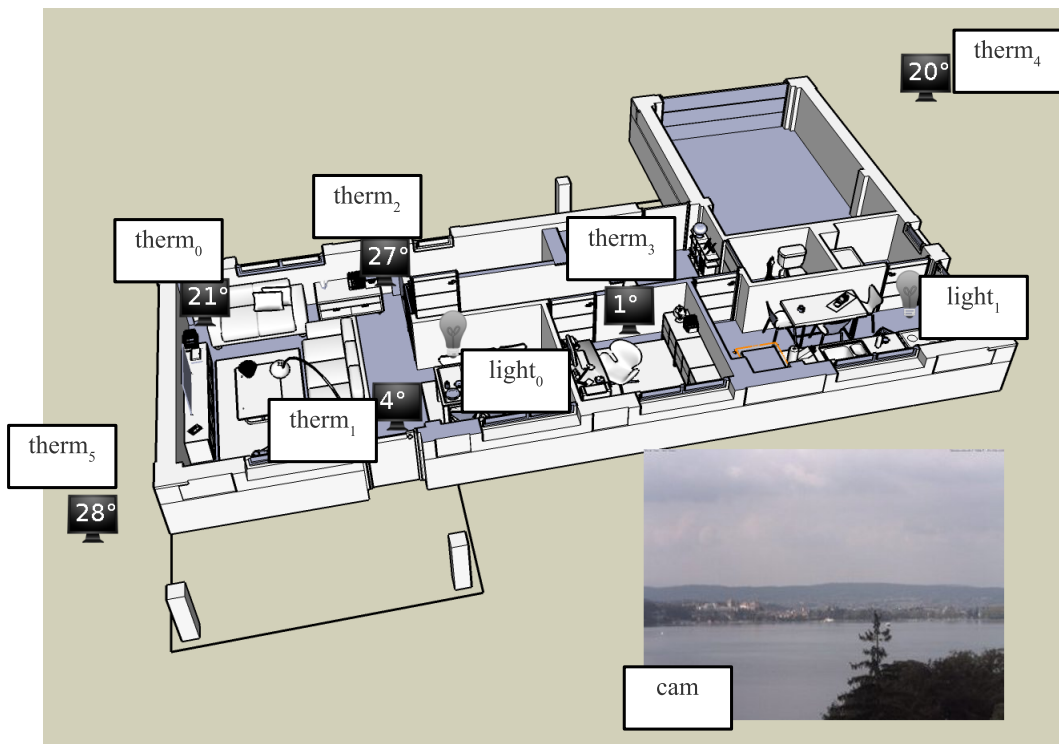 therm₄
20°
therm₂
therm₀
27°
therm₃
21°
1°
light₁
light₀
4°
therm₁
therm₅
28°
cam